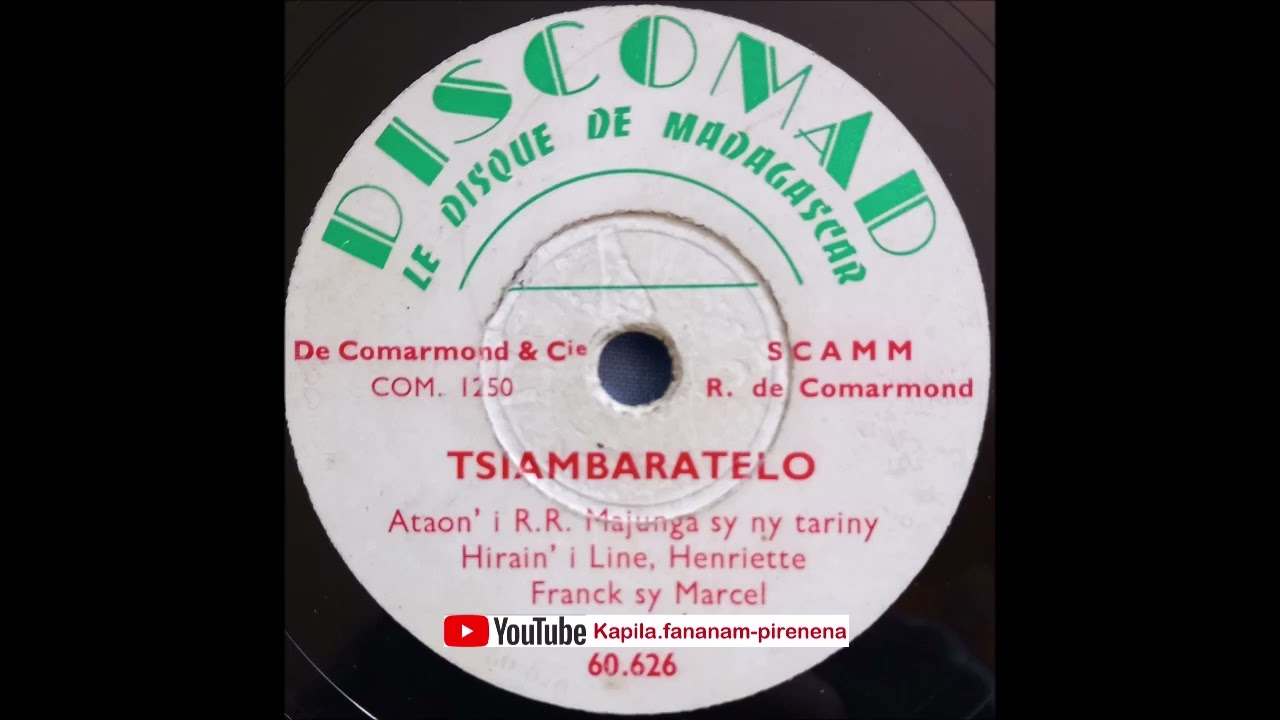 DISCOMAD
LE DISQUE DE MADAGASCAR
De Comarmond & Cie SCAMM
COM. 1250 R. de Comarmond
TSIAMBARATELO
Ataon' i R.R. Majunga sy ny tariny
Hirain' i Line, Henriette
Franck sy Marcel
YouTube Kapila.fananam-pirenena
60.626